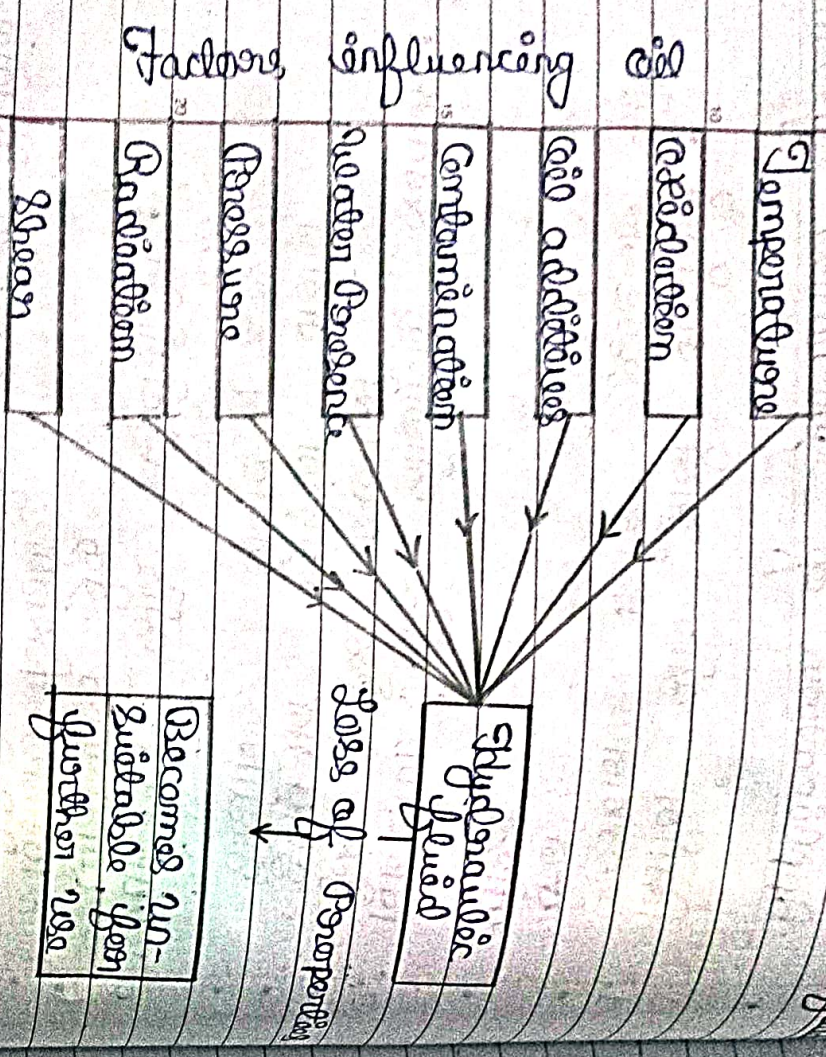 Factors influencing oil
Temperature
Oxidation
Oil additives
Contamination
Water Present
Pressure
Radiation
Shear
Hydraulic
fluid
Loss of Properties
Becomes un-
suitable for
further use